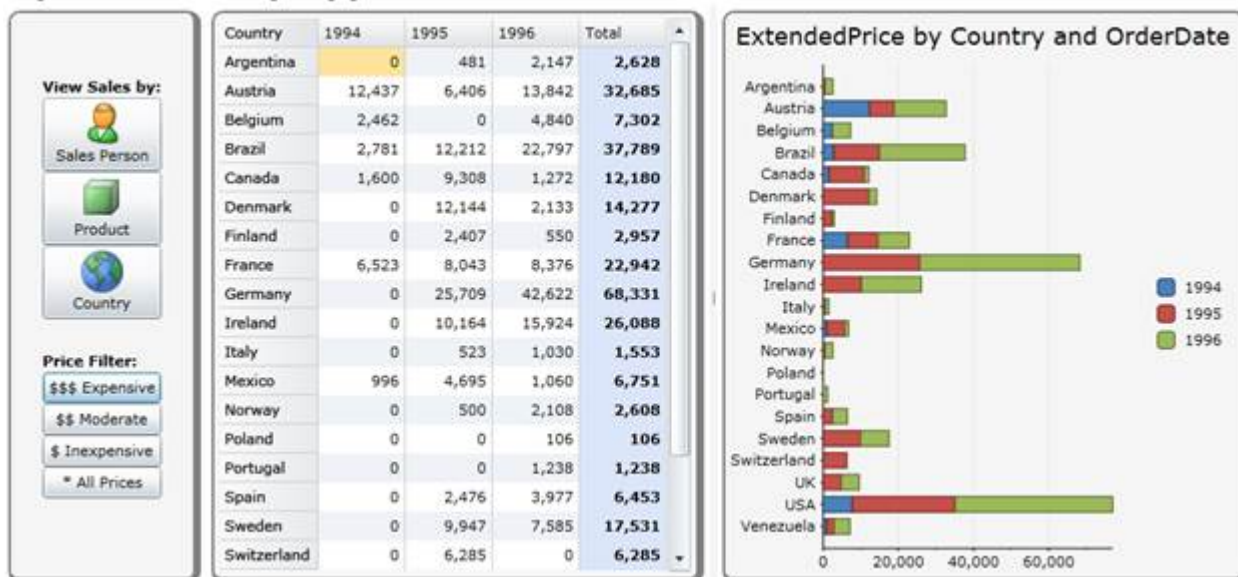 View Sales by:
Sales Person
Product
Country
Price Filter:
$$$ Expensive
$$ Moderate
$ Inexpensive
* All Prices
Country 1994 1995 1996 Total
Argentina 0 481 2,147 2,628
Austria 12,437 6,406 13,842 32,685
Belgium 2,462 0 4,840 7,302
Brazil 2,781 12,212 22,797 37,789
Canada 1,600 9,308 1,272 12,180
Denmark 0 12,144 2,133 14,277
Finland 0 2,407 550 2,957
France 6,523 8,043 8,376 22,942
Germany 0 25,709 42,622 68,331
Ireland 0 10,164 15,924 26,088
Italy 0 523 1,030 1,553
Mexico 996 4,695 1,060 6,751
Norway 0 500 2,108 2,608
Poland 0 0 106 106
Portugal 0 0 1,238 1,238
Spain 0 2,476 3,977 6,453
Sweden 0 9,947 7,585 17,531
Switzerland 0 6,285 0 6,285
ExtendedPrice by Country and OrderDate
Argentina
Austria
Belgium
Brazil
Canada
Denmark
Finland
France
Germany
Ireland
Italy
Mexico
Norway
Poland
Portugal
Spain
Sweden
Switzerland
UK
USA
Venezuela
0 20,000 40,000 60,000
1994
1995
1996